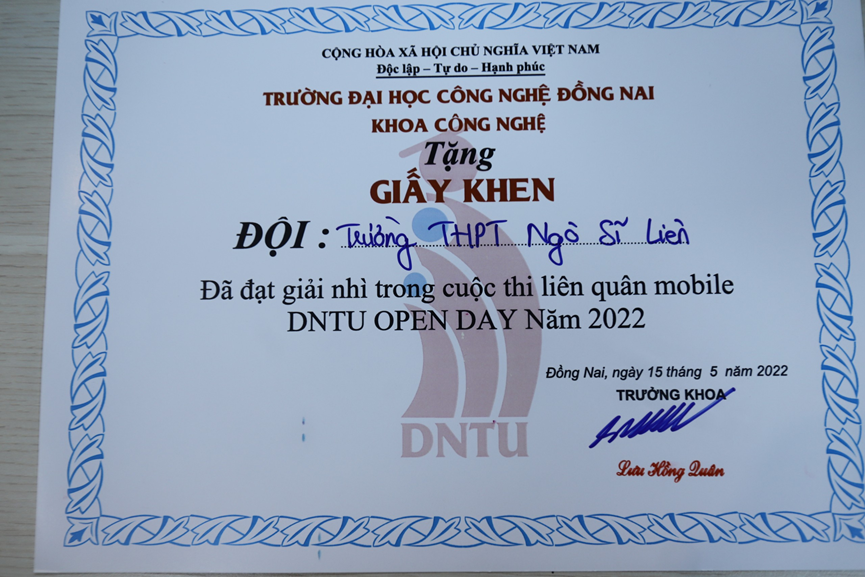 CỘNG HÒA XÃ HỘI CHỦ NGHĨA VIỆT NAM
Độc lập – Tự do – Hạnh phúc
TRƯỜNG ĐẠI HỌC CÔNG NGHỆ ĐỒNG NAI
KHOA CÔNG NGHỆ
Tặng
GIẤY KHEN
ĐỘI : Trường THPT Ngô Sĩ Liên
Đã đạt giải nhì trong cuộc thi liên quân mobile
DNTU OPEN DAY Năm 2022
Đồng Nai, ngày 15 tháng 5 năm 2022
TRƯỞNG KHOA
DNTU
Lưu Hồng Quân